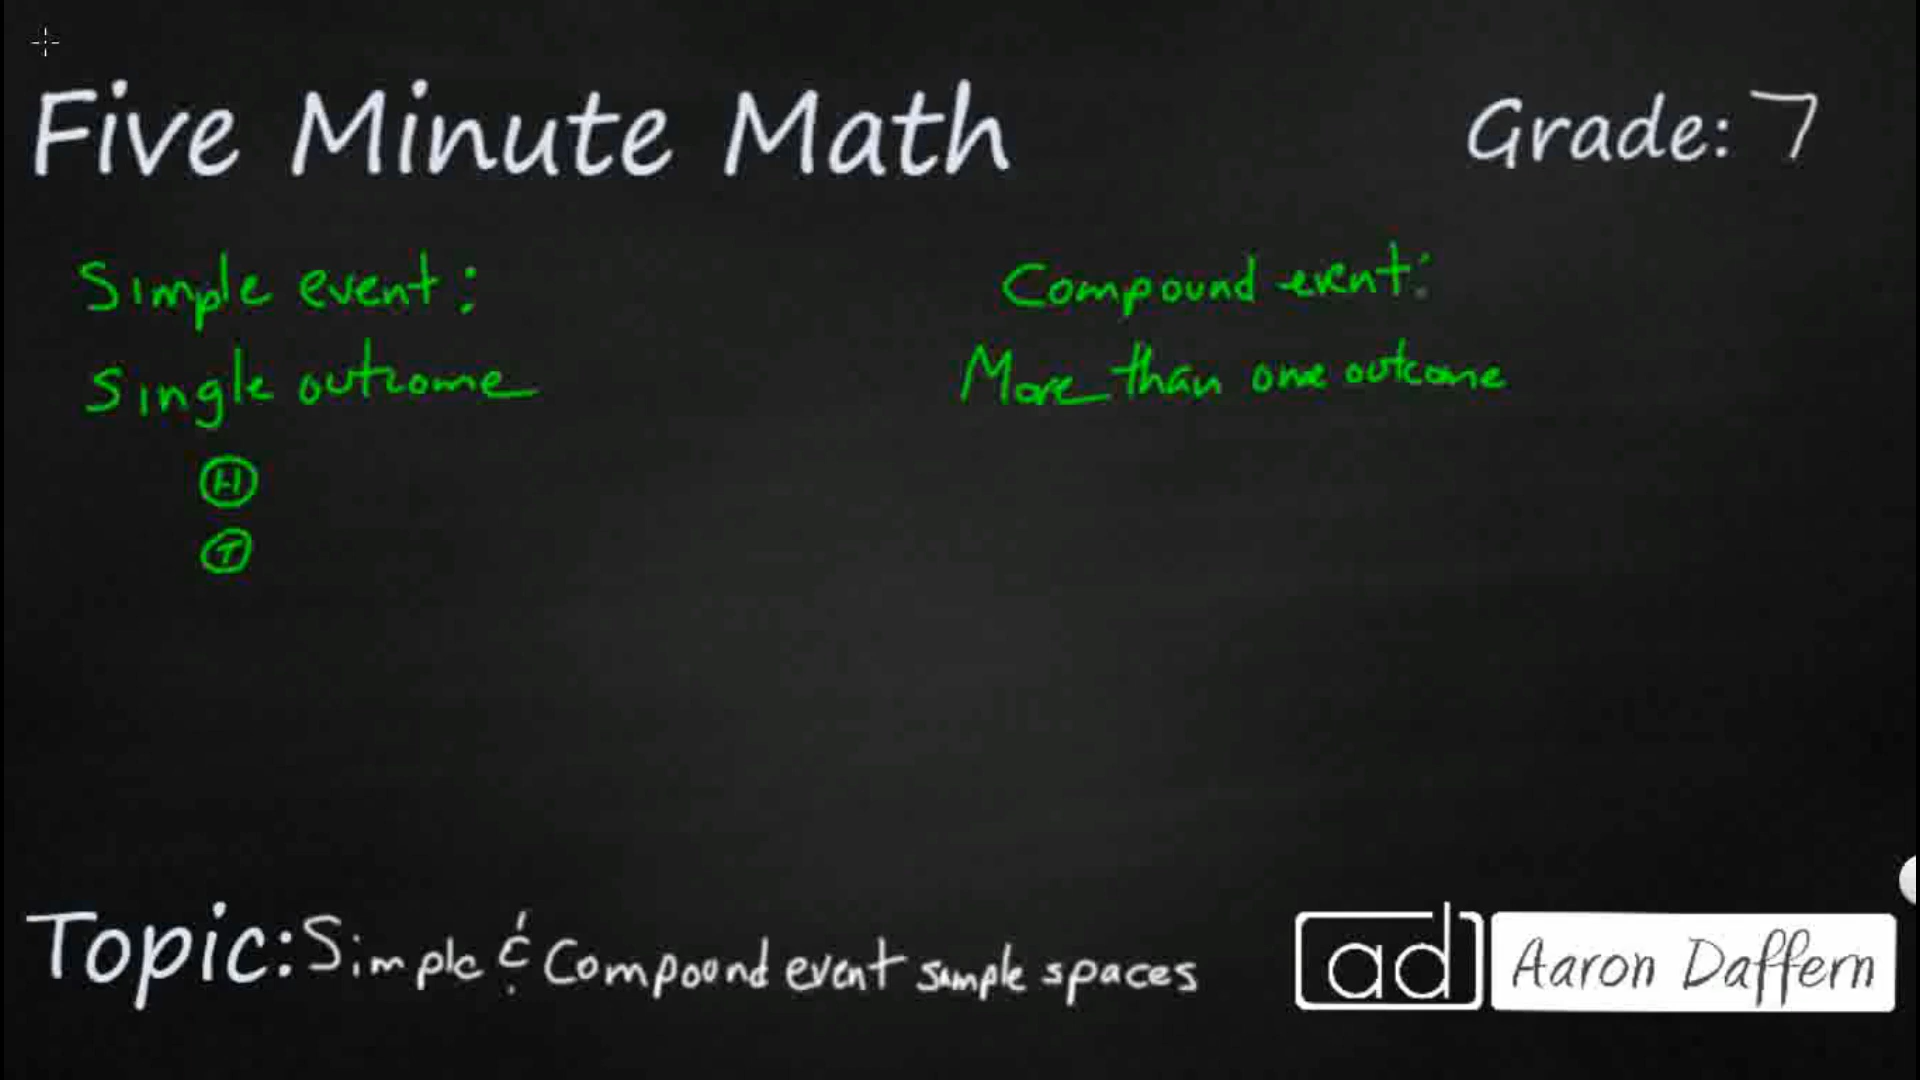 Five Minute Math
Grade: 7
Simple event:
Compound event:
Single outcome
More than one outcome
H
T
Topic: Simple & Compound event sample spaces
ad Aaron Daffern